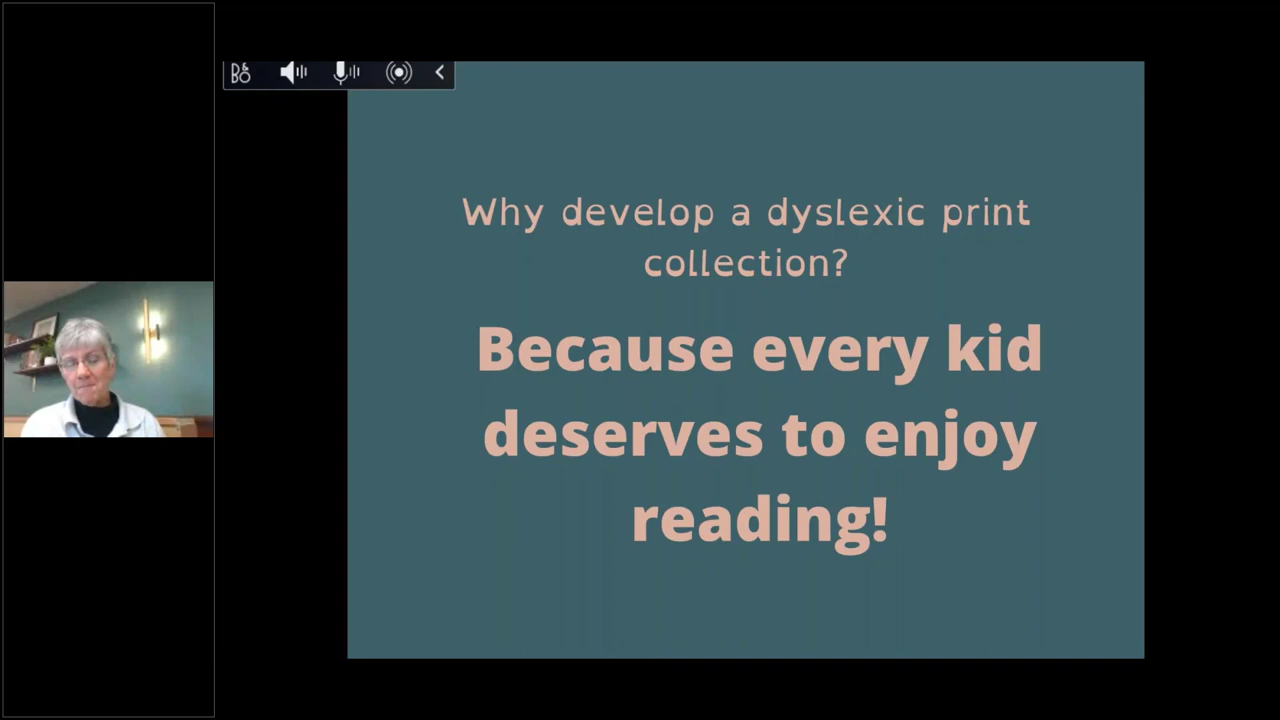 B&O
Why develop a dyslexic print
collection?
Because every kid
deserves to enjoy
reading!